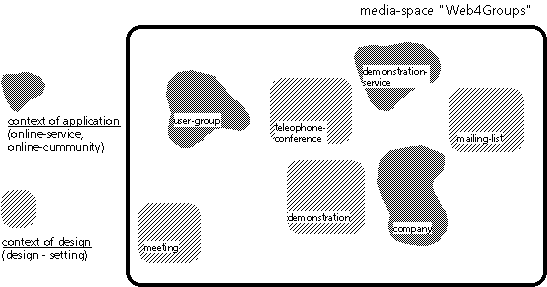 media-space "Web4Groups"
demonstration-
service
user-group
teleophone-
conference
mailing-list
context of application
(online-service,
online-cummunity)
demonstration
company
meeting
context of design
(design - setting)